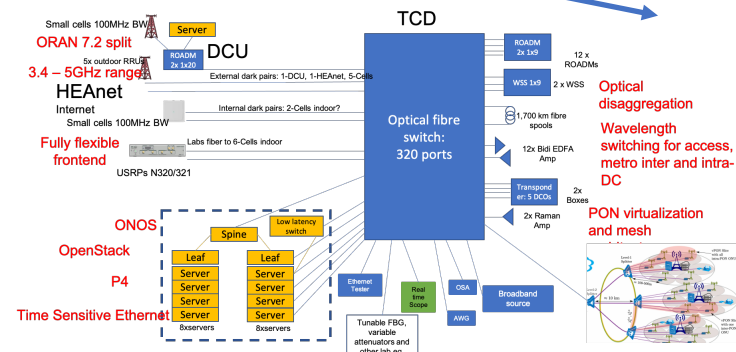 TCD
Small cells 100MHz BW
Server
ORAN 7.2 split
ROADM
2x 1x20
DCU
5x outdoor RRUs
3.4 – 5GHz range
External dark pairs: 1-DCU, 1-HEAnet, 5-Cells
HEAnet
Internet
Internal dark pairs: 2-Cells indoor?
Small cells 100MHz BW
Fully flexible
frontend
Labs fiber to 6-Cells indoor
USRPs N320/321
Optical fibre
switch:
320 ports
ROADM
2x 1x9
12 x
ROADMs
WSS 1x9
2 x WSS
1,700 km fibre
spools
12x Bidi EDFA
Amp
Transpond
er: 5 DCOs
2x
Boxes
2x Raman
Amp
Optical
disaggregation
Wavelength
switching for access,
metro inter and intra-
DC
PON virtualization
and mesh
ONOS
OpenStack
P4
Time Sensitive Ethernet
Low latency
switch
Spine
Leaf
Leaf
Server
Server
Server
Server
Server
Server
Server
Server
8xservers
8xservers
Ethernet
Tester
Real
time
Scope
OSA
AWG
Broadband
source
Tunable FBG,
variable
attenuators and
other lab eq